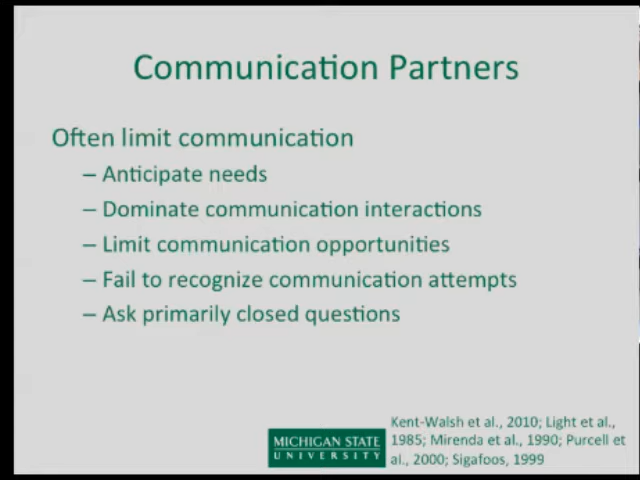 Communication Partners
Often limit communication
– Anticipate needs
– Dominate communication interactions
– Limit communication opportunities
– Fail to recognize communication attempts
– Ask primarily closed questions
Kent-Walsh et al., 2010; Light et al.,
1985; Mirenda et al., 1990; Purcell et
al., 2000; Sigafoos, 1999
MICHIGAN STATE
UNIVERSITY